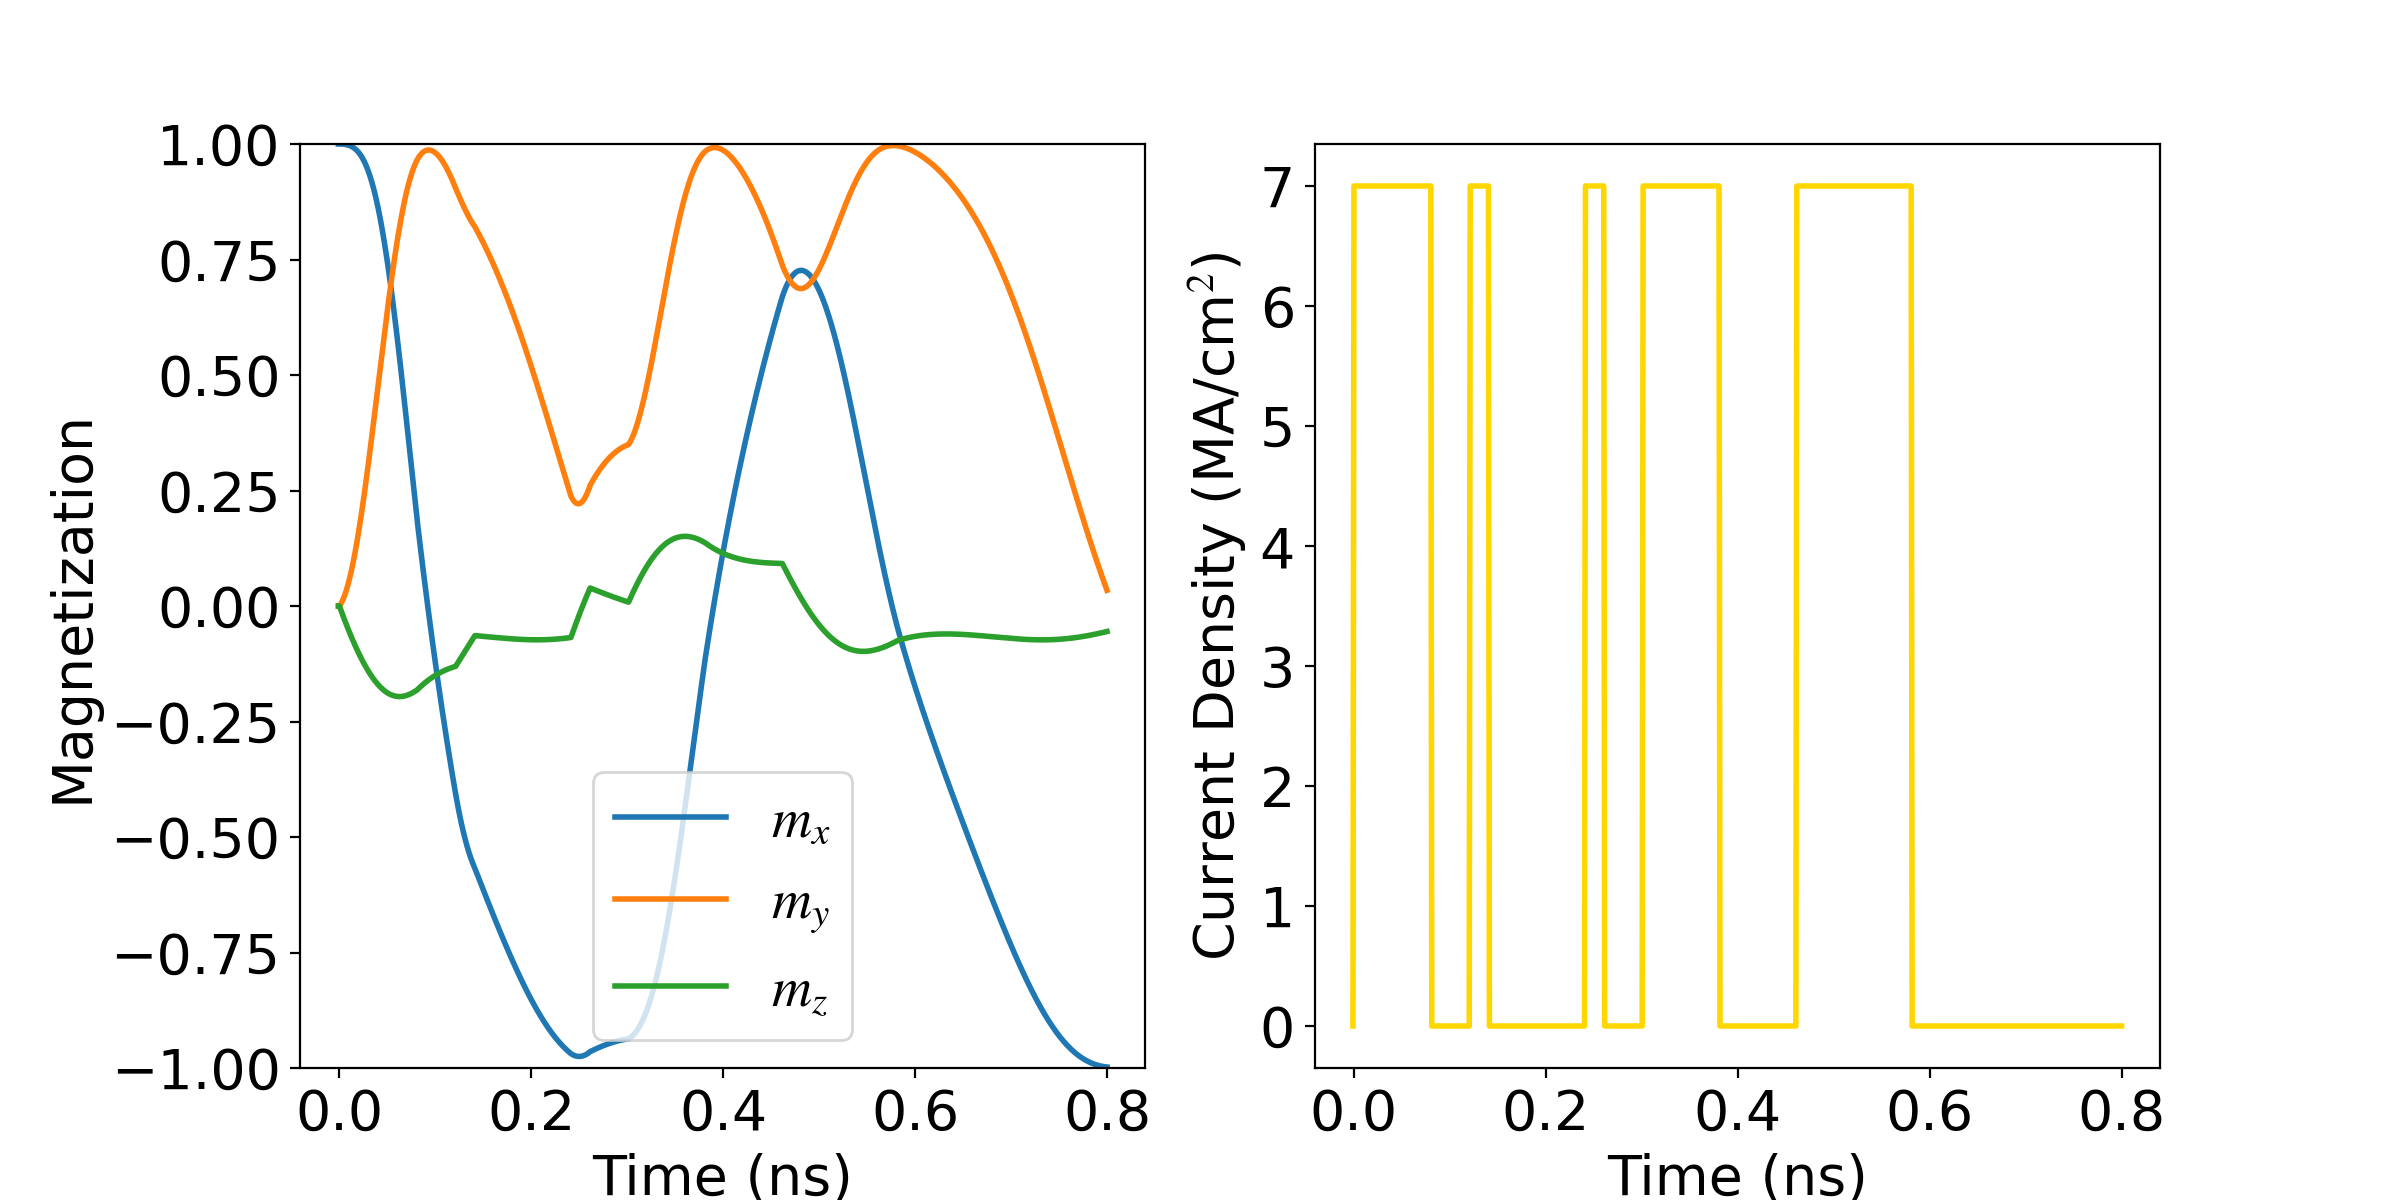 Magnetization
1.00
0.75
0.50
0.25
0.00
−0.25
−0.50
−0.75
−1.00
0.0 0.2 0.4 0.6 0.8
Time (ns)
m_x
m_y
m_z
Current Density (MA/cm²)
7
6
5
4
3
2
1
0
0.0 0.2 0.4 0.6 0.8
Time (ns)